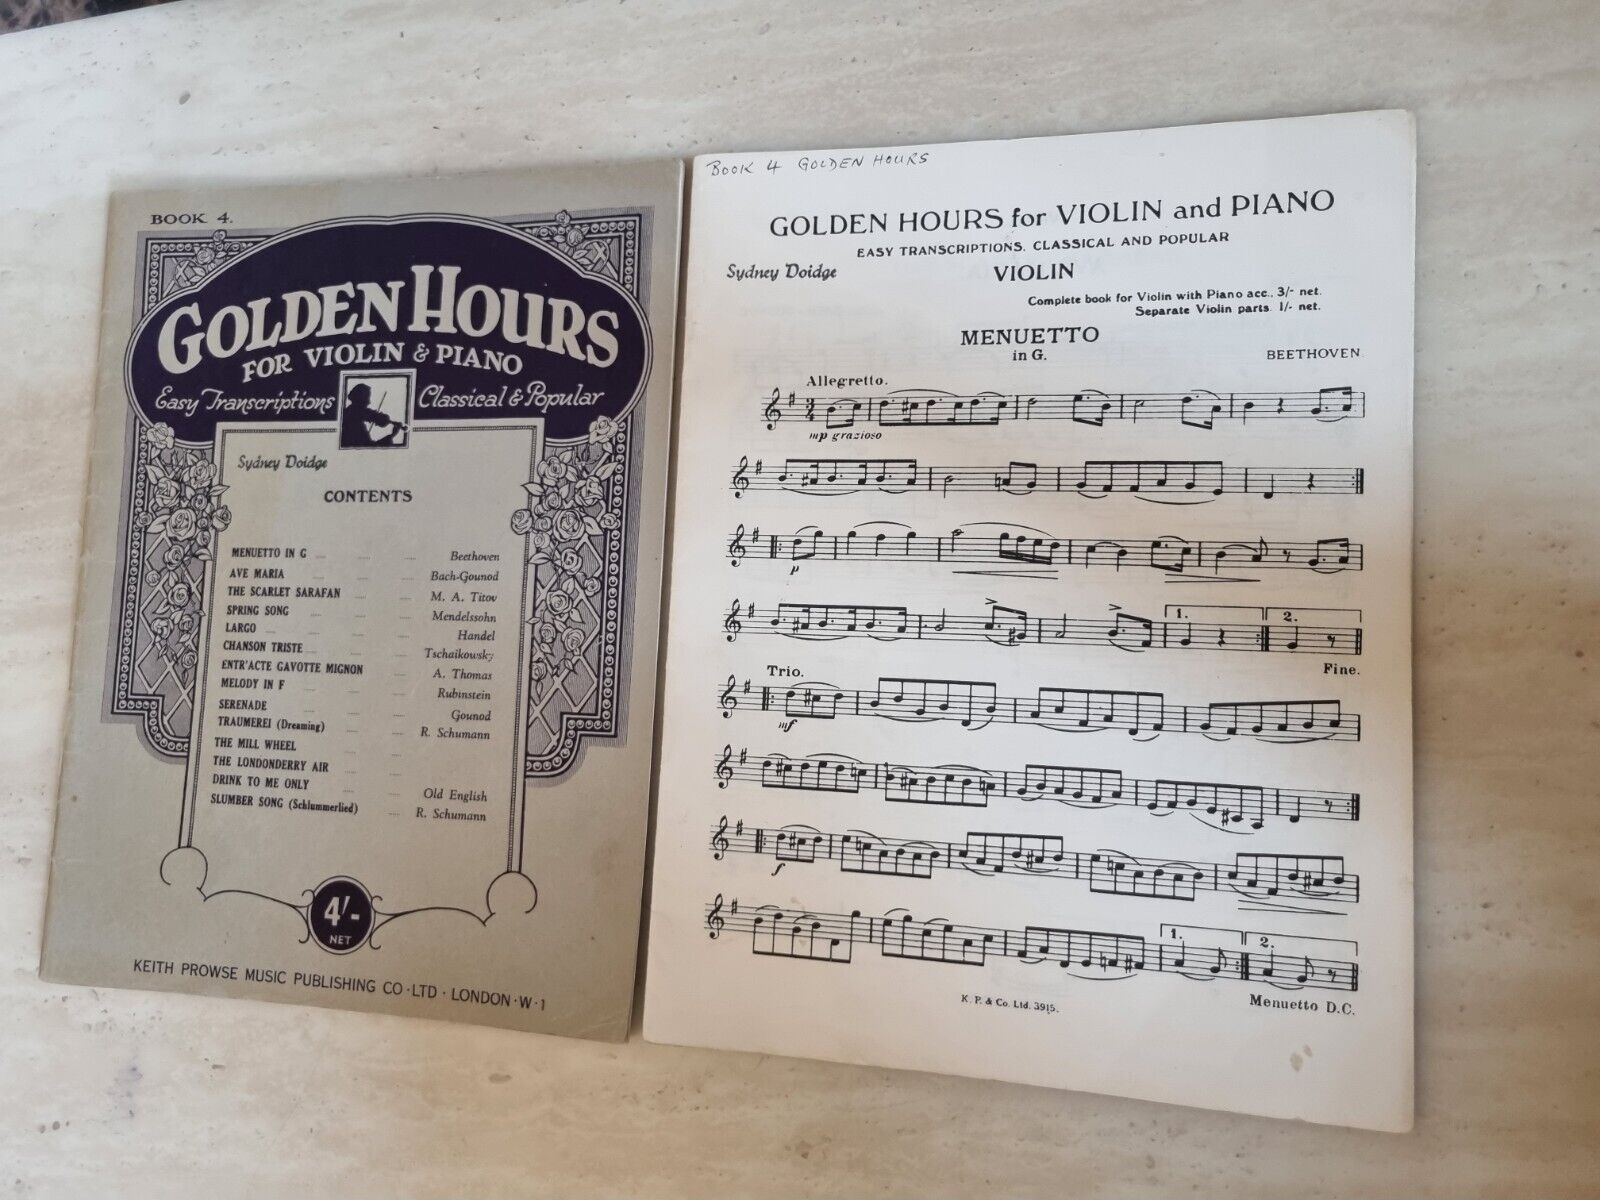 BOOK 4.
GOLDEN HOURS
FOR VIOLIN & PIANO
Easy Transcriptions Classical & Popular
Sydney Doidge
CONTENTS
MENUETTO IN G .... .... .... Beethoven
AVE MARIA .... .... Bach-Gounod
THE SCARLET SARAFAN .... .... M. A. Titov
SPRING SONG .... .... .... Mendelssohn
LARGO .... .... .... .... Handel
CHANSON TRISTE .... .... .... Tschaikowsky
ENTR'ACTE GAVOTTE MIGNON .... A. Thomas
MELODY IN F .... .... .... Rubinstein
SERENADE .... .... .... Gounod
TRAUMEREI (Dreaming) .... .... R. Schumann
THE MILL WHEEL .... ....
THE LONDONDERRY AIR .... ....
DRINK TO ME ONLY .... .... Old English
SLUMBER SONG (Schlummerlied) .... R. Schumann
4/-
NET
KEITH PROWSE MUSIC PUBLISHING CO · LTD · LONDON · W · 1
BOOK 4 GOLDEN HOURS
GOLDEN HOURS for VIOLIN and PIANO
EASY TRANSCRIPTIONS, CLASSICAL AND POPULAR
Sydney Doidge VIOLIN
Complete book for Violin with Piano acc., 3/- net.
Separate Violin parts. 1/- net.
MENUETTO
in G. BEETHOVEN
Allegretto.
3
4
mp grazioso
p
1. 2.
Fine.
Trio.
mf
f
1. 2.
Menuetto D.C.
K. P. & Co. Ltd. 3915.